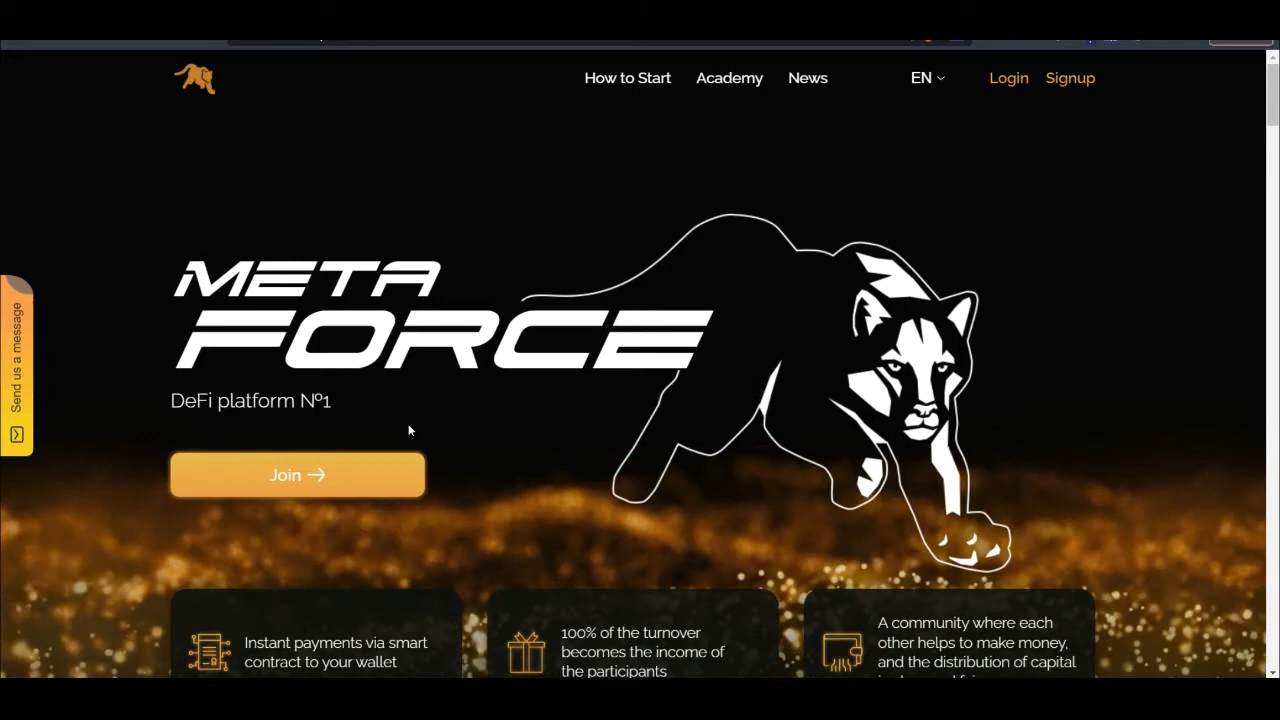 How to Start Academy News EN Login Signup
META
FORCE
DeFi platform Nº1
Join
Send us a message
Instant payments via smart
contract to your wallet
100% of the turnover
becomes the income of
the participants
A community where each
other helps to make money,
and the distribution of capital